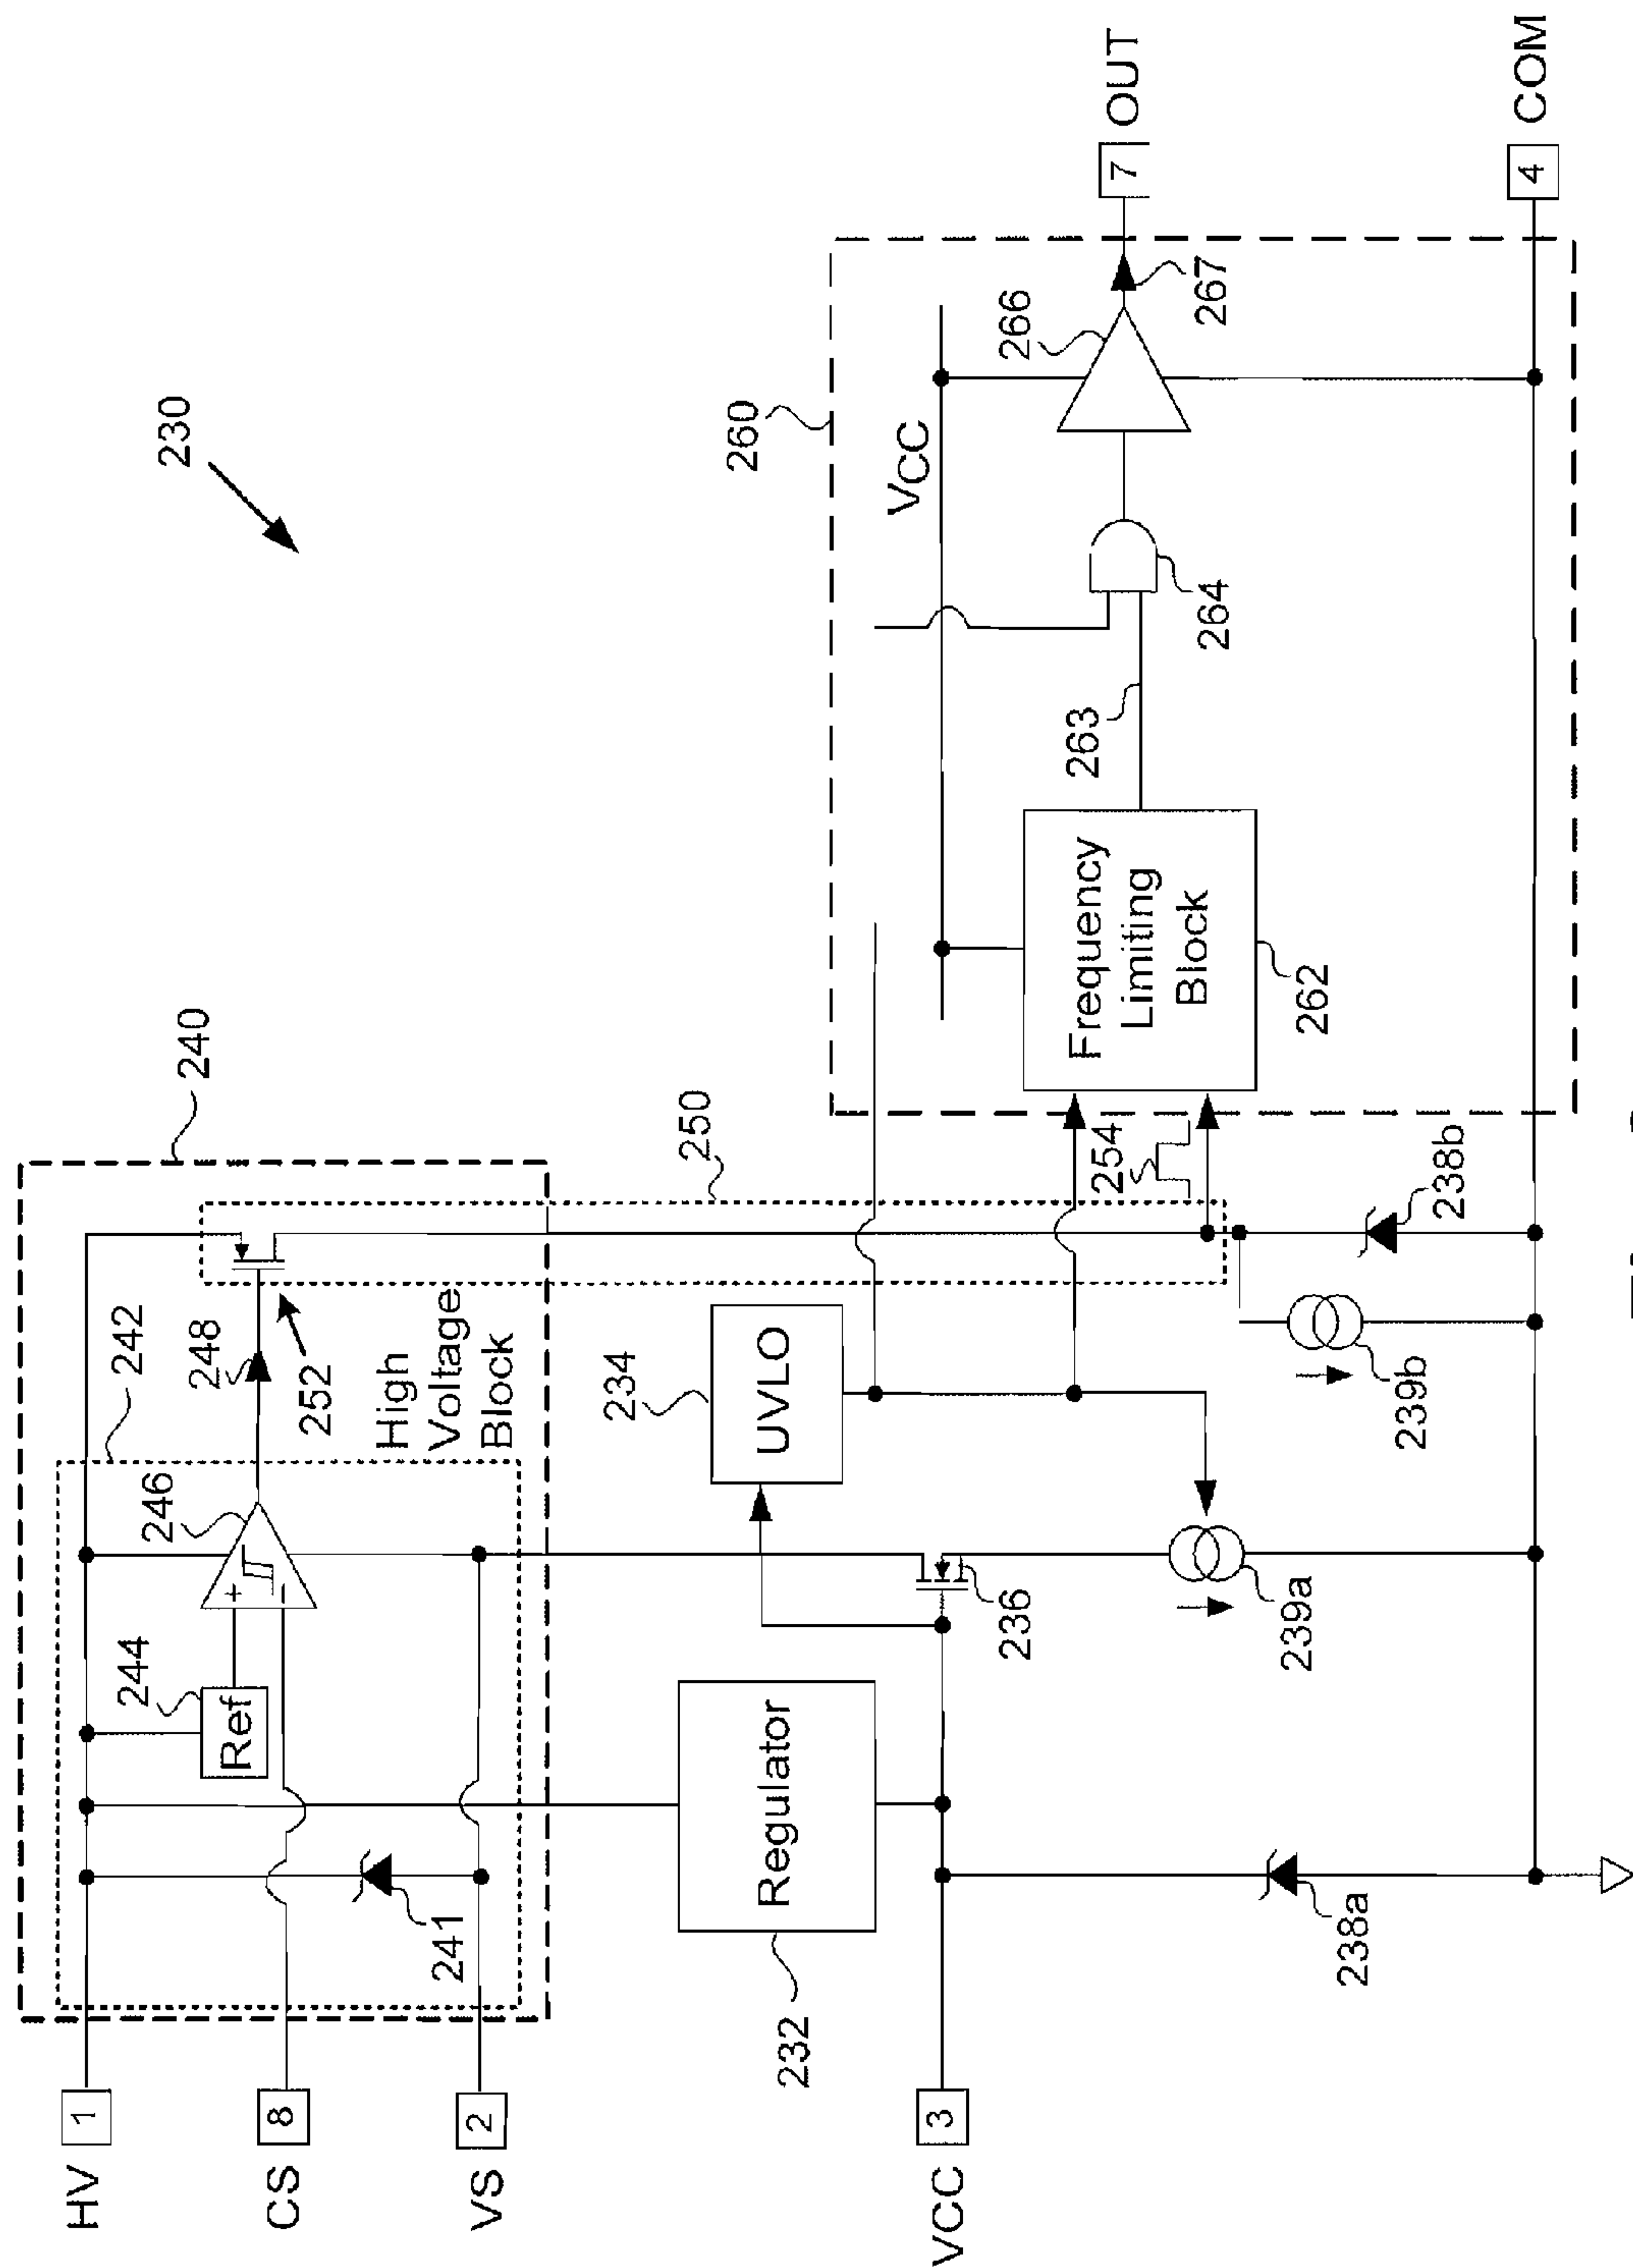 230
240
242
HV
1
244
246
248
Ref
+
−
252
CS
8
High
Voltage
Block
241
VS
2
250
232
Regulator
234
UVLO
260
VCC
VCC
3
236
254
Frequency
Limiting
Block
262
263
264
266
267
7
OUT
239a
239b
238a
238b
4
COM